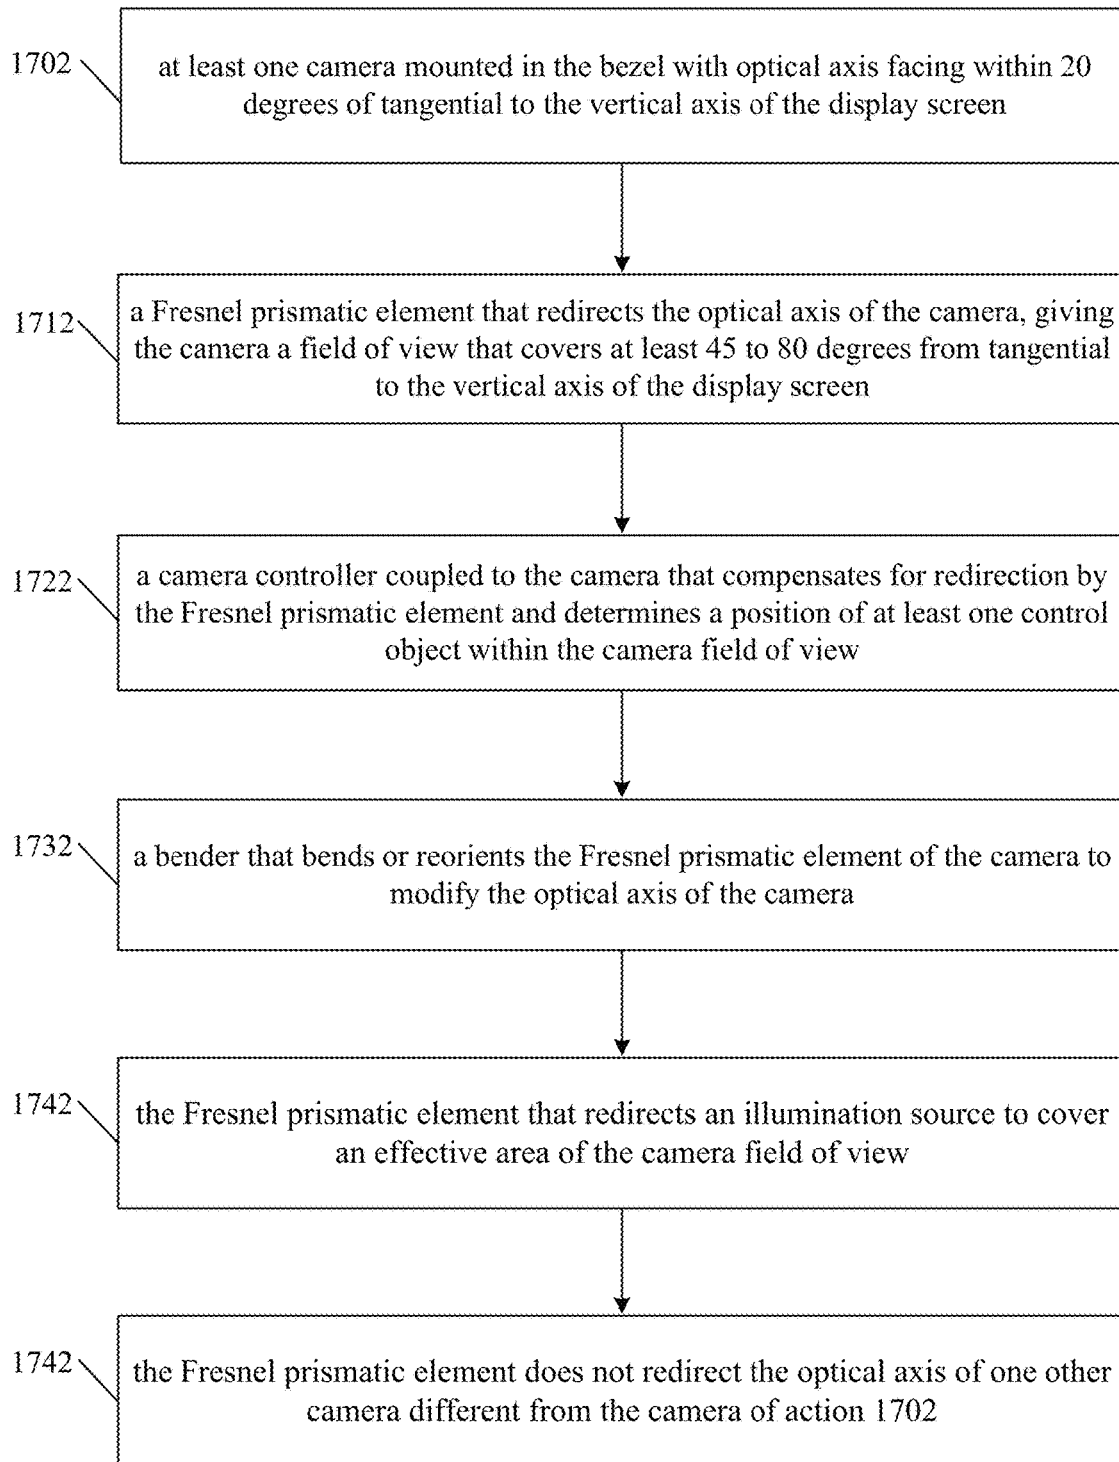 1702
at least one camera mounted in the bezel with optical axis facing within 20
degrees of tangential to the vertical axis of the display screen
1712
a Fresnel prismatic element that redirects the optical axis of the camera, giving
the camera a field of view that covers at least 45 to 80 degrees from tangential
to the vertical axis of the display screen
1722
a camera controller coupled to the camera that compensates for redirection by
the Fresnel prismatic element and determines a position of at least one control
object within the camera field of view
1732
a bender that bends or reorients the Fresnel prismatic element of the camera to
modify the optical axis of the camera
1742
the Fresnel prismatic element that redirects an illumination source to cover
an effective area of the camera field of view
1742
the Fresnel prismatic element does not redirect the optical axis of one other
camera different from the camera of action 1702